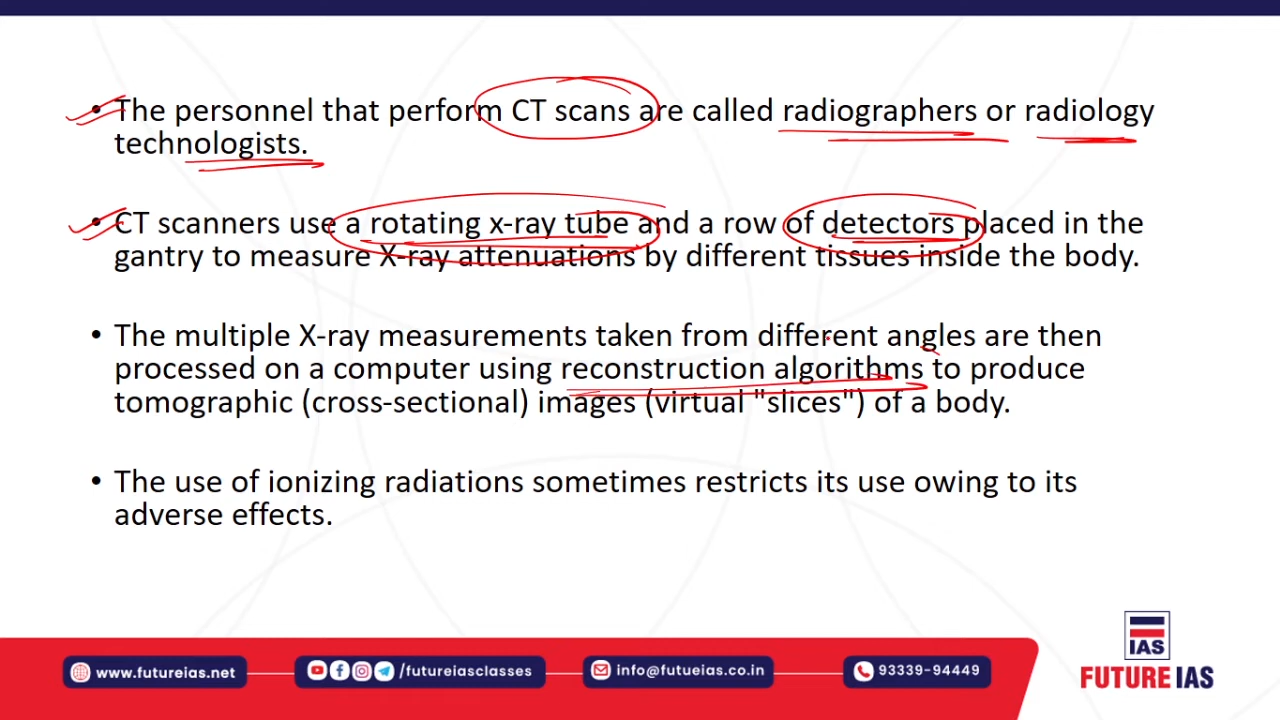 • The personnel that perform CT scans are called radiographers or radiology
technologists.
• CT scanners use a rotating x-ray tube and a row of detectors placed in the
gantry to measure X-ray attenuations by different tissues inside the body.
• The multiple X-ray measurements taken from different angles are then
processed on a computer using reconstruction algorithms to produce
tomographic (cross-sectional) images (virtual "slices") of a body.
• The use of ionizing radiations sometimes restricts its use owing to its
adverse effects.
IAS
FUTURE IAS
www.futureias.net
/futureiasclasses
info@futueias.co.in
93339-94449